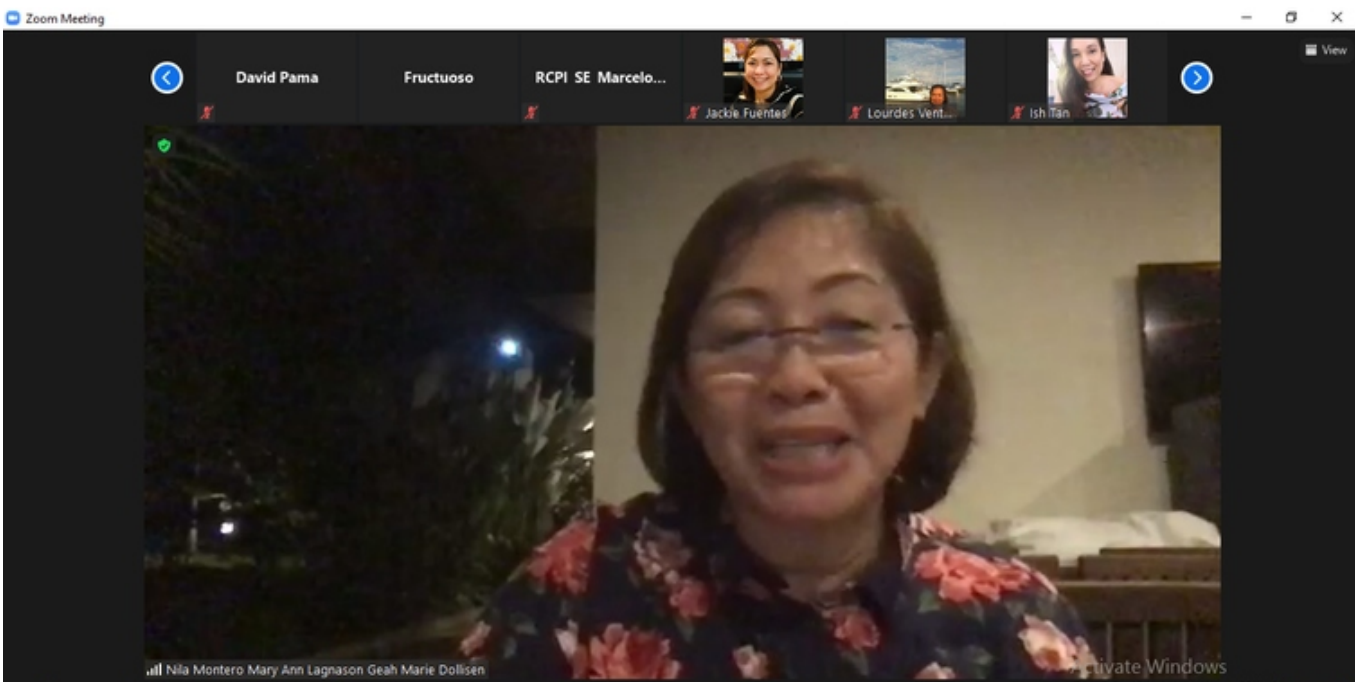 Zoom Meeting
View
David Pama
Fructuoso
RCPI SE Marcelo...
Jackie Fuentes
Lourdes Vent...
Ish Tan
Nila Montero Mary Ann Lagnason Geah Marie Dollisen
Activate Windows